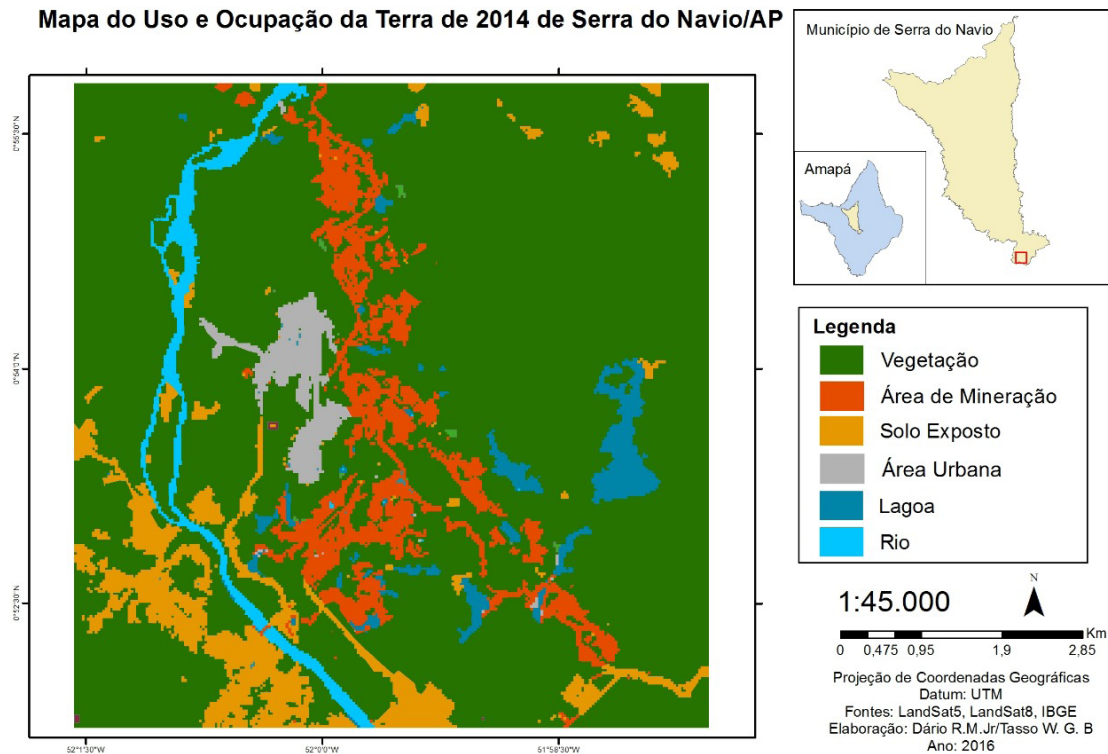 Mapa do Uso e Ocupação da Terra de 2014 de Serra do Navio/AP
Município de Serra do Navio
Amapá
0°55'30"N
0°54'1"N
0°52'30"N
52°1'30"W
52°0'0"W
51°58'30"W
Legenda
Vegetação
Área de Mineração
Solo Exposto
Área Urbana
Lagoa
Rio
1:45.000
N
0 0,475 0,95 1,9 2,85 Km
Projeção de Coordenadas Geográficas
Datum: UTM
Fontes: LandSat5, LandSat8, IBGE
Elaboração: Dário R.M.Jr/Tasso W. G. B
Ano: 2016